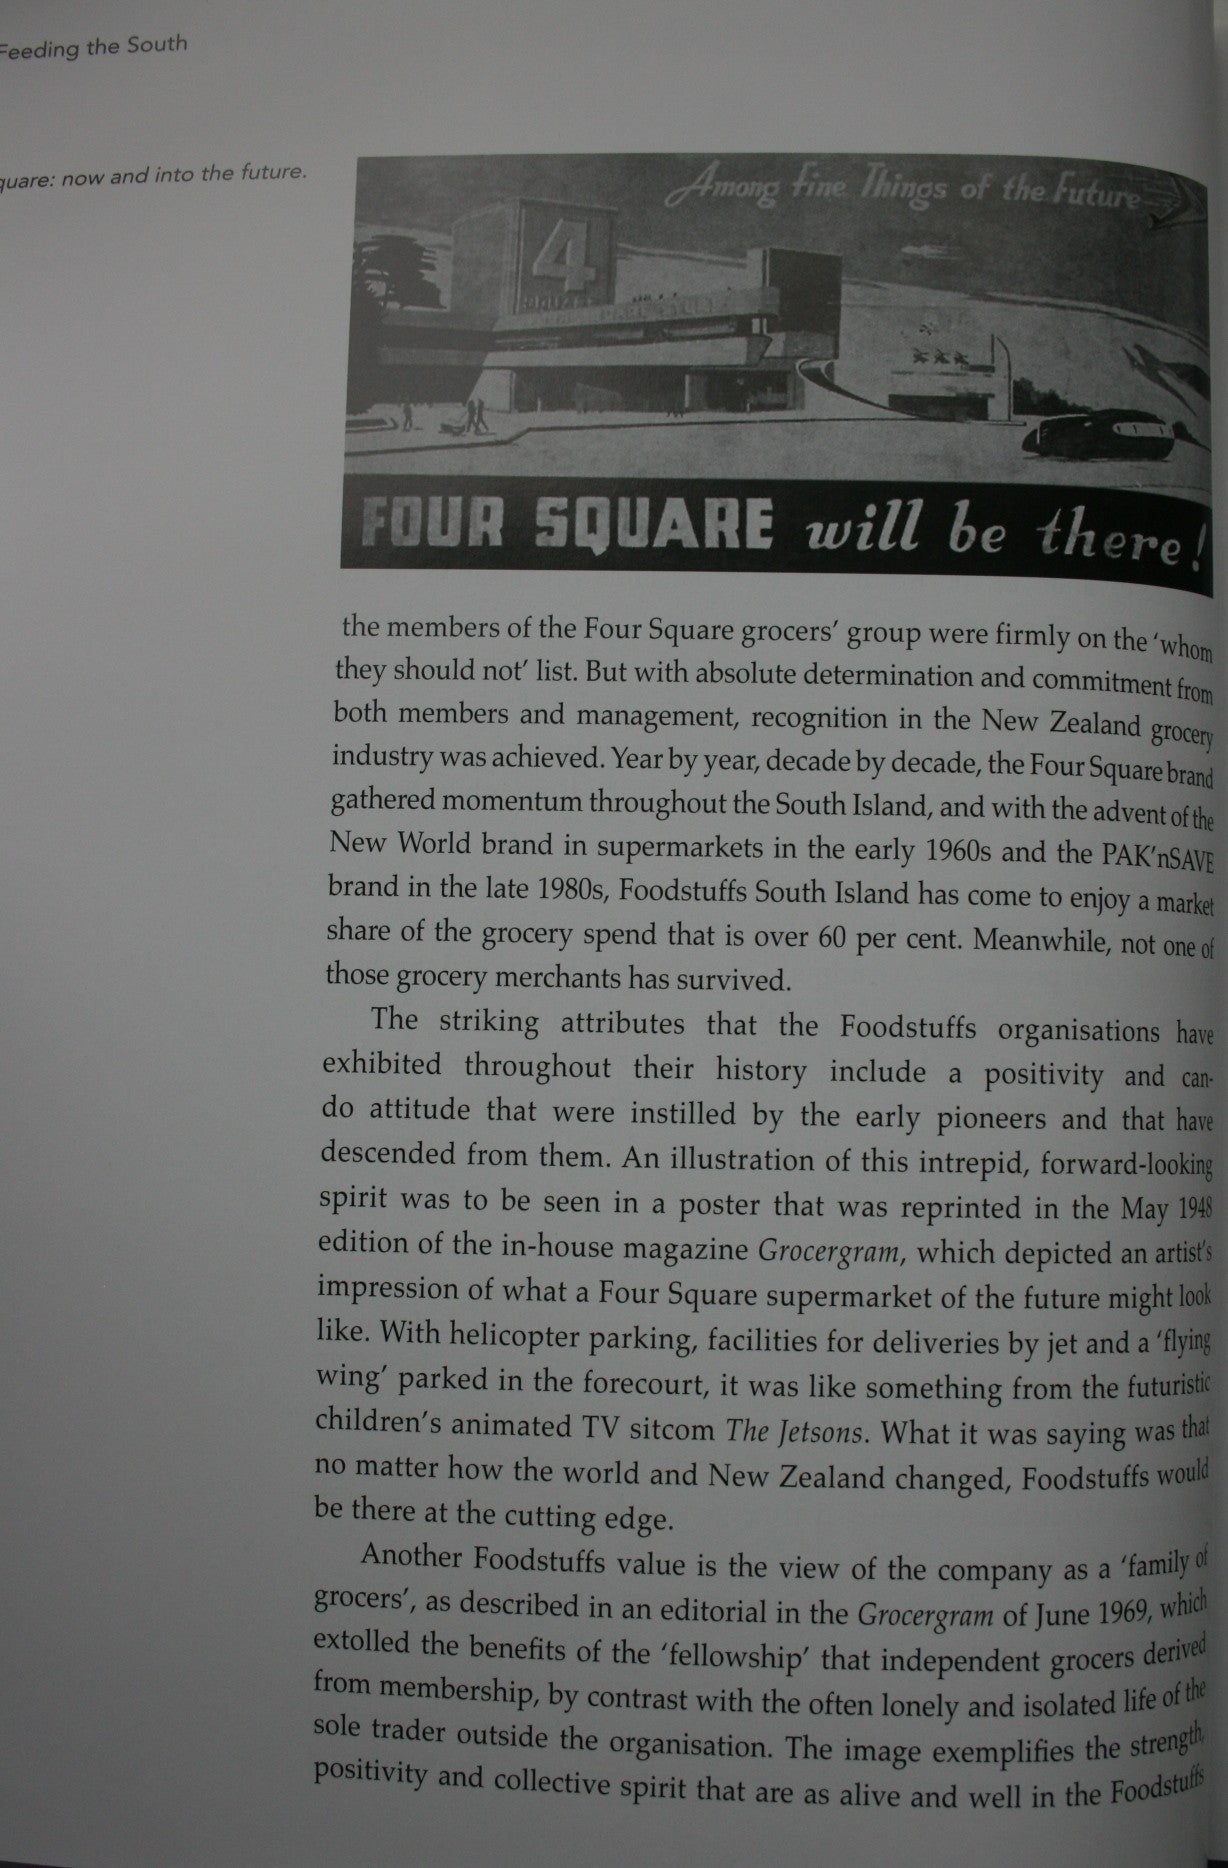 Feeding the South
quare: now and into the future.
Among Fine Things of the Future
4
FOUR SQUARE will be there!
the members of the Four Square grocers' group were firmly on the 'whom
they should not' list. But with absolute determination and commitment from
both members and management, recognition in the New Zealand grocery
industry was achieved. Year by year, decade by decade, the Four Square brand
gathered momentum throughout the South Island, and with the advent of the
New World brand in supermarkets in the early 1960s and the PAK'nSAVE
brand in the late 1980s, Foodstuffs South Island has come to enjoy a market
share of the grocery spend that is over 60 per cent. Meanwhile, not one of
those grocery merchants has survived.
The striking attributes that the Foodstuffs organisations have
exhibited throughout their history include a positivity and can-
do attitude that were instilled by the early pioneers and that have
descended from them. An illustration of this intrepid, forward-looking
spirit was to be seen in a poster that was reprinted in the May 1948
edition of the in-house magazine Grocergram, which depicted an artist's
impression of what a Four Square supermarket of the future might look
like. With helicopter parking, facilities for deliveries by jet and a 'flying
wing' parked in the forecourt, it was like something from the futuristic
children's animated TV sitcom The Jetsons. What it was saying was that
no matter how the world and New Zealand changed, Foodstuffs would
be there at the cutting edge.
Another Foodstuffs value is the view of the company as a 'family of
grocers', as described in an editorial in the Grocergram of June 1969, which
extolled the benefits of the 'fellowship' that independent grocers derived
from membership, by contrast with the often lonely and isolated life of the
sole trader outside the organisation. The image exemplifies the strength,
positivity and collective spirit that are as alive and well in the Foodstuffs